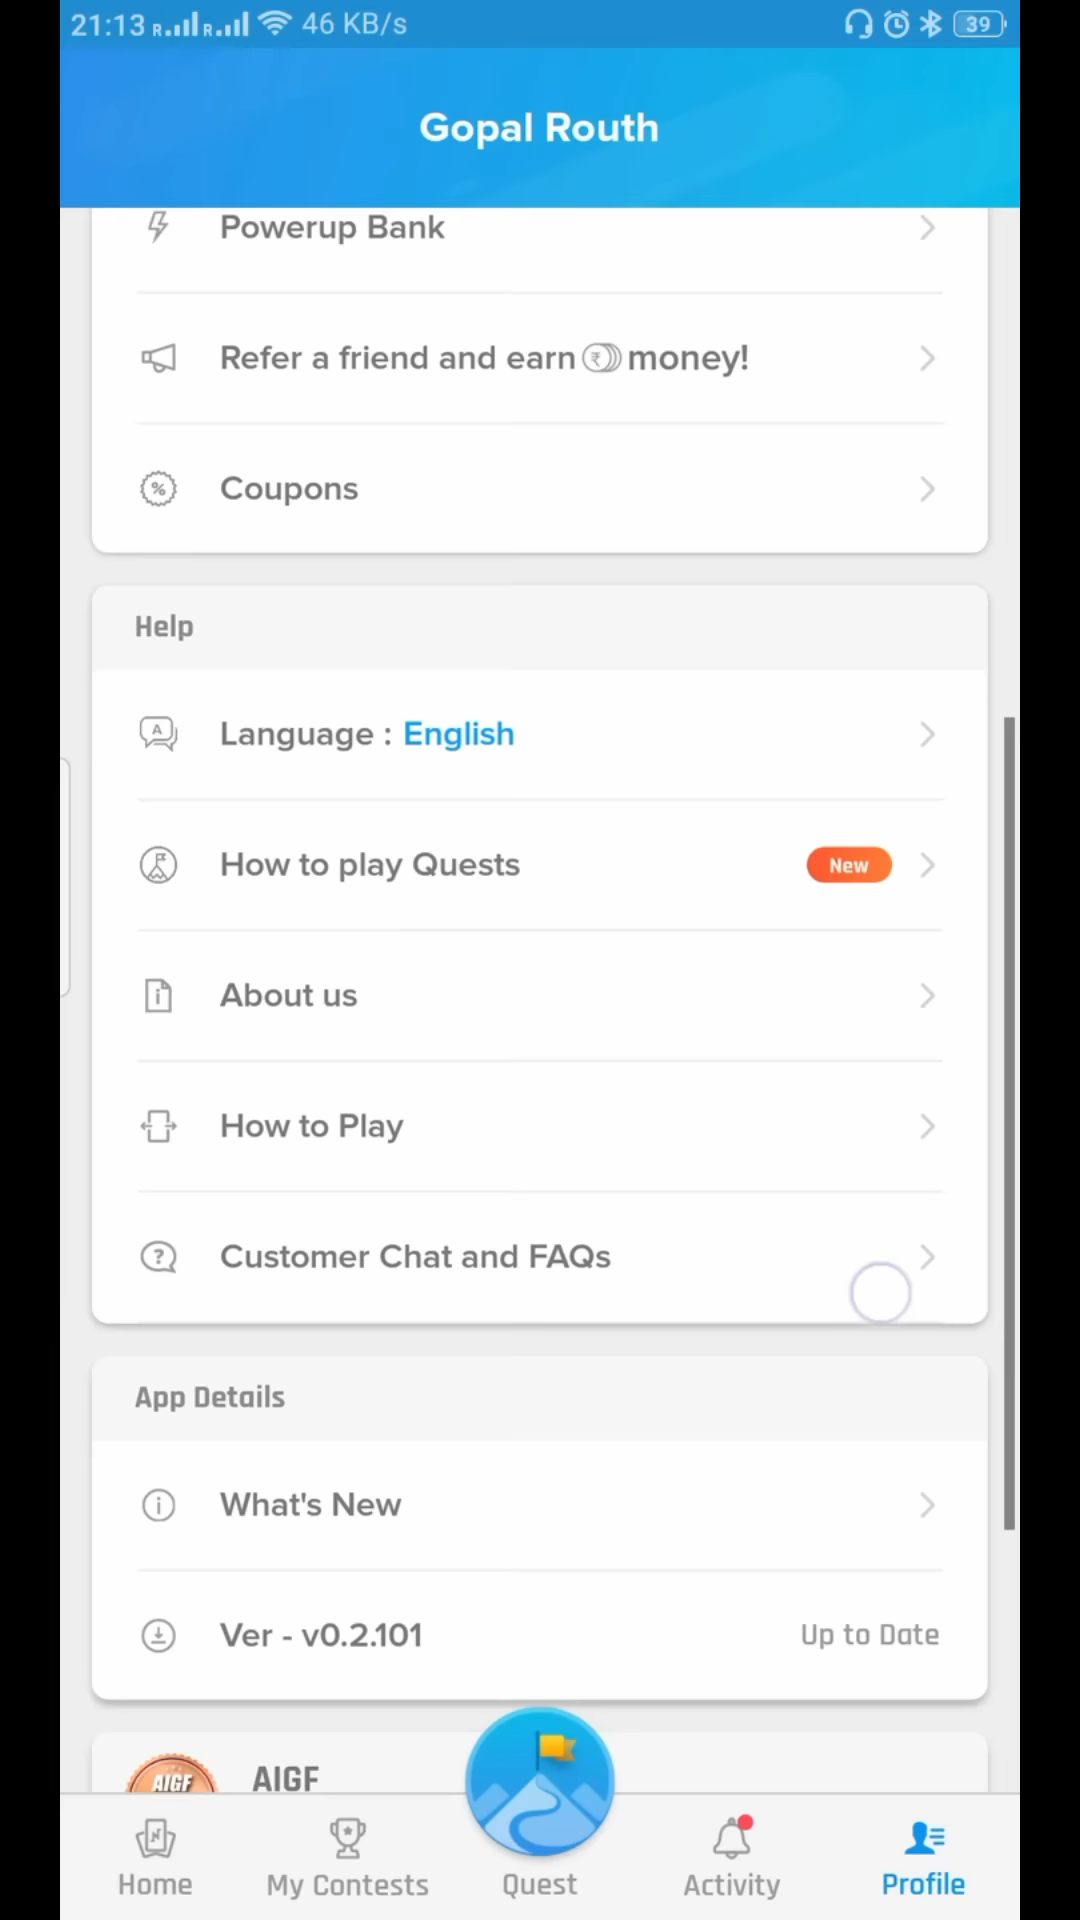 21:13 R R 46 KB/s 39
Gopal Routh
Powerup Bank
Refer a friend and earn ₹ money!
% Coupons
Help
A Language : English
How to play Quests New
i About us
How to Play
? Customer Chat and FAQs
App Details
i What's New
Ver - v0.2.101 Up to Date
AIGF AIGF
N Home My Contests Quest Activity Profile